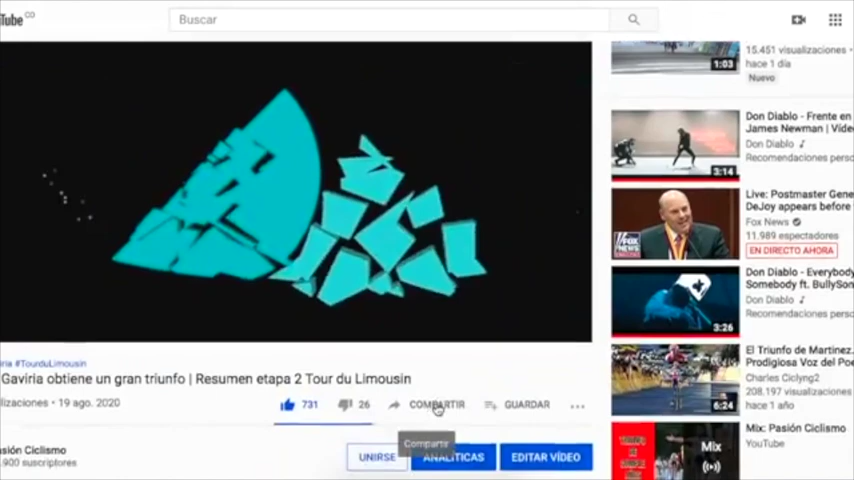 Tube CO
Buscar
1:03
15.451 visualizaciones •
hace 1 día
Nuevo
3:14
Don Diablo - Frente en
James Newman | Víde
Don Diablo
Recomendaciones perso
FOX
NEWS
Live: Postmaster Gene
DeJoy appears before
Fox News
11.989 espectadores
EN DIRECTO AHORA
3:26
Don Diablo - Everybody
Somebody ft. BullySon
Don Diablo
Recomendaciones perso
6:24
El Triunfo de Martinez.
Prodigiosa Voz del Poe
Charles Ciclyng2
208.197 visualizaciones
hace 1 año
Mix
Mix: Pasión Ciclismo
YouTube
iria #TourduLimousin
Gaviria obtiene un gran triunfo | Resumen etapa 2 Tour du Limousin
lizaciones • 19 ago. 2020
731
26
COMPARTIR
GUARDAR
Compartir
asión Ciclismo
.900 suscriptores
UNIRSE
ANALÍTICAS
EDITAR VÍDEO